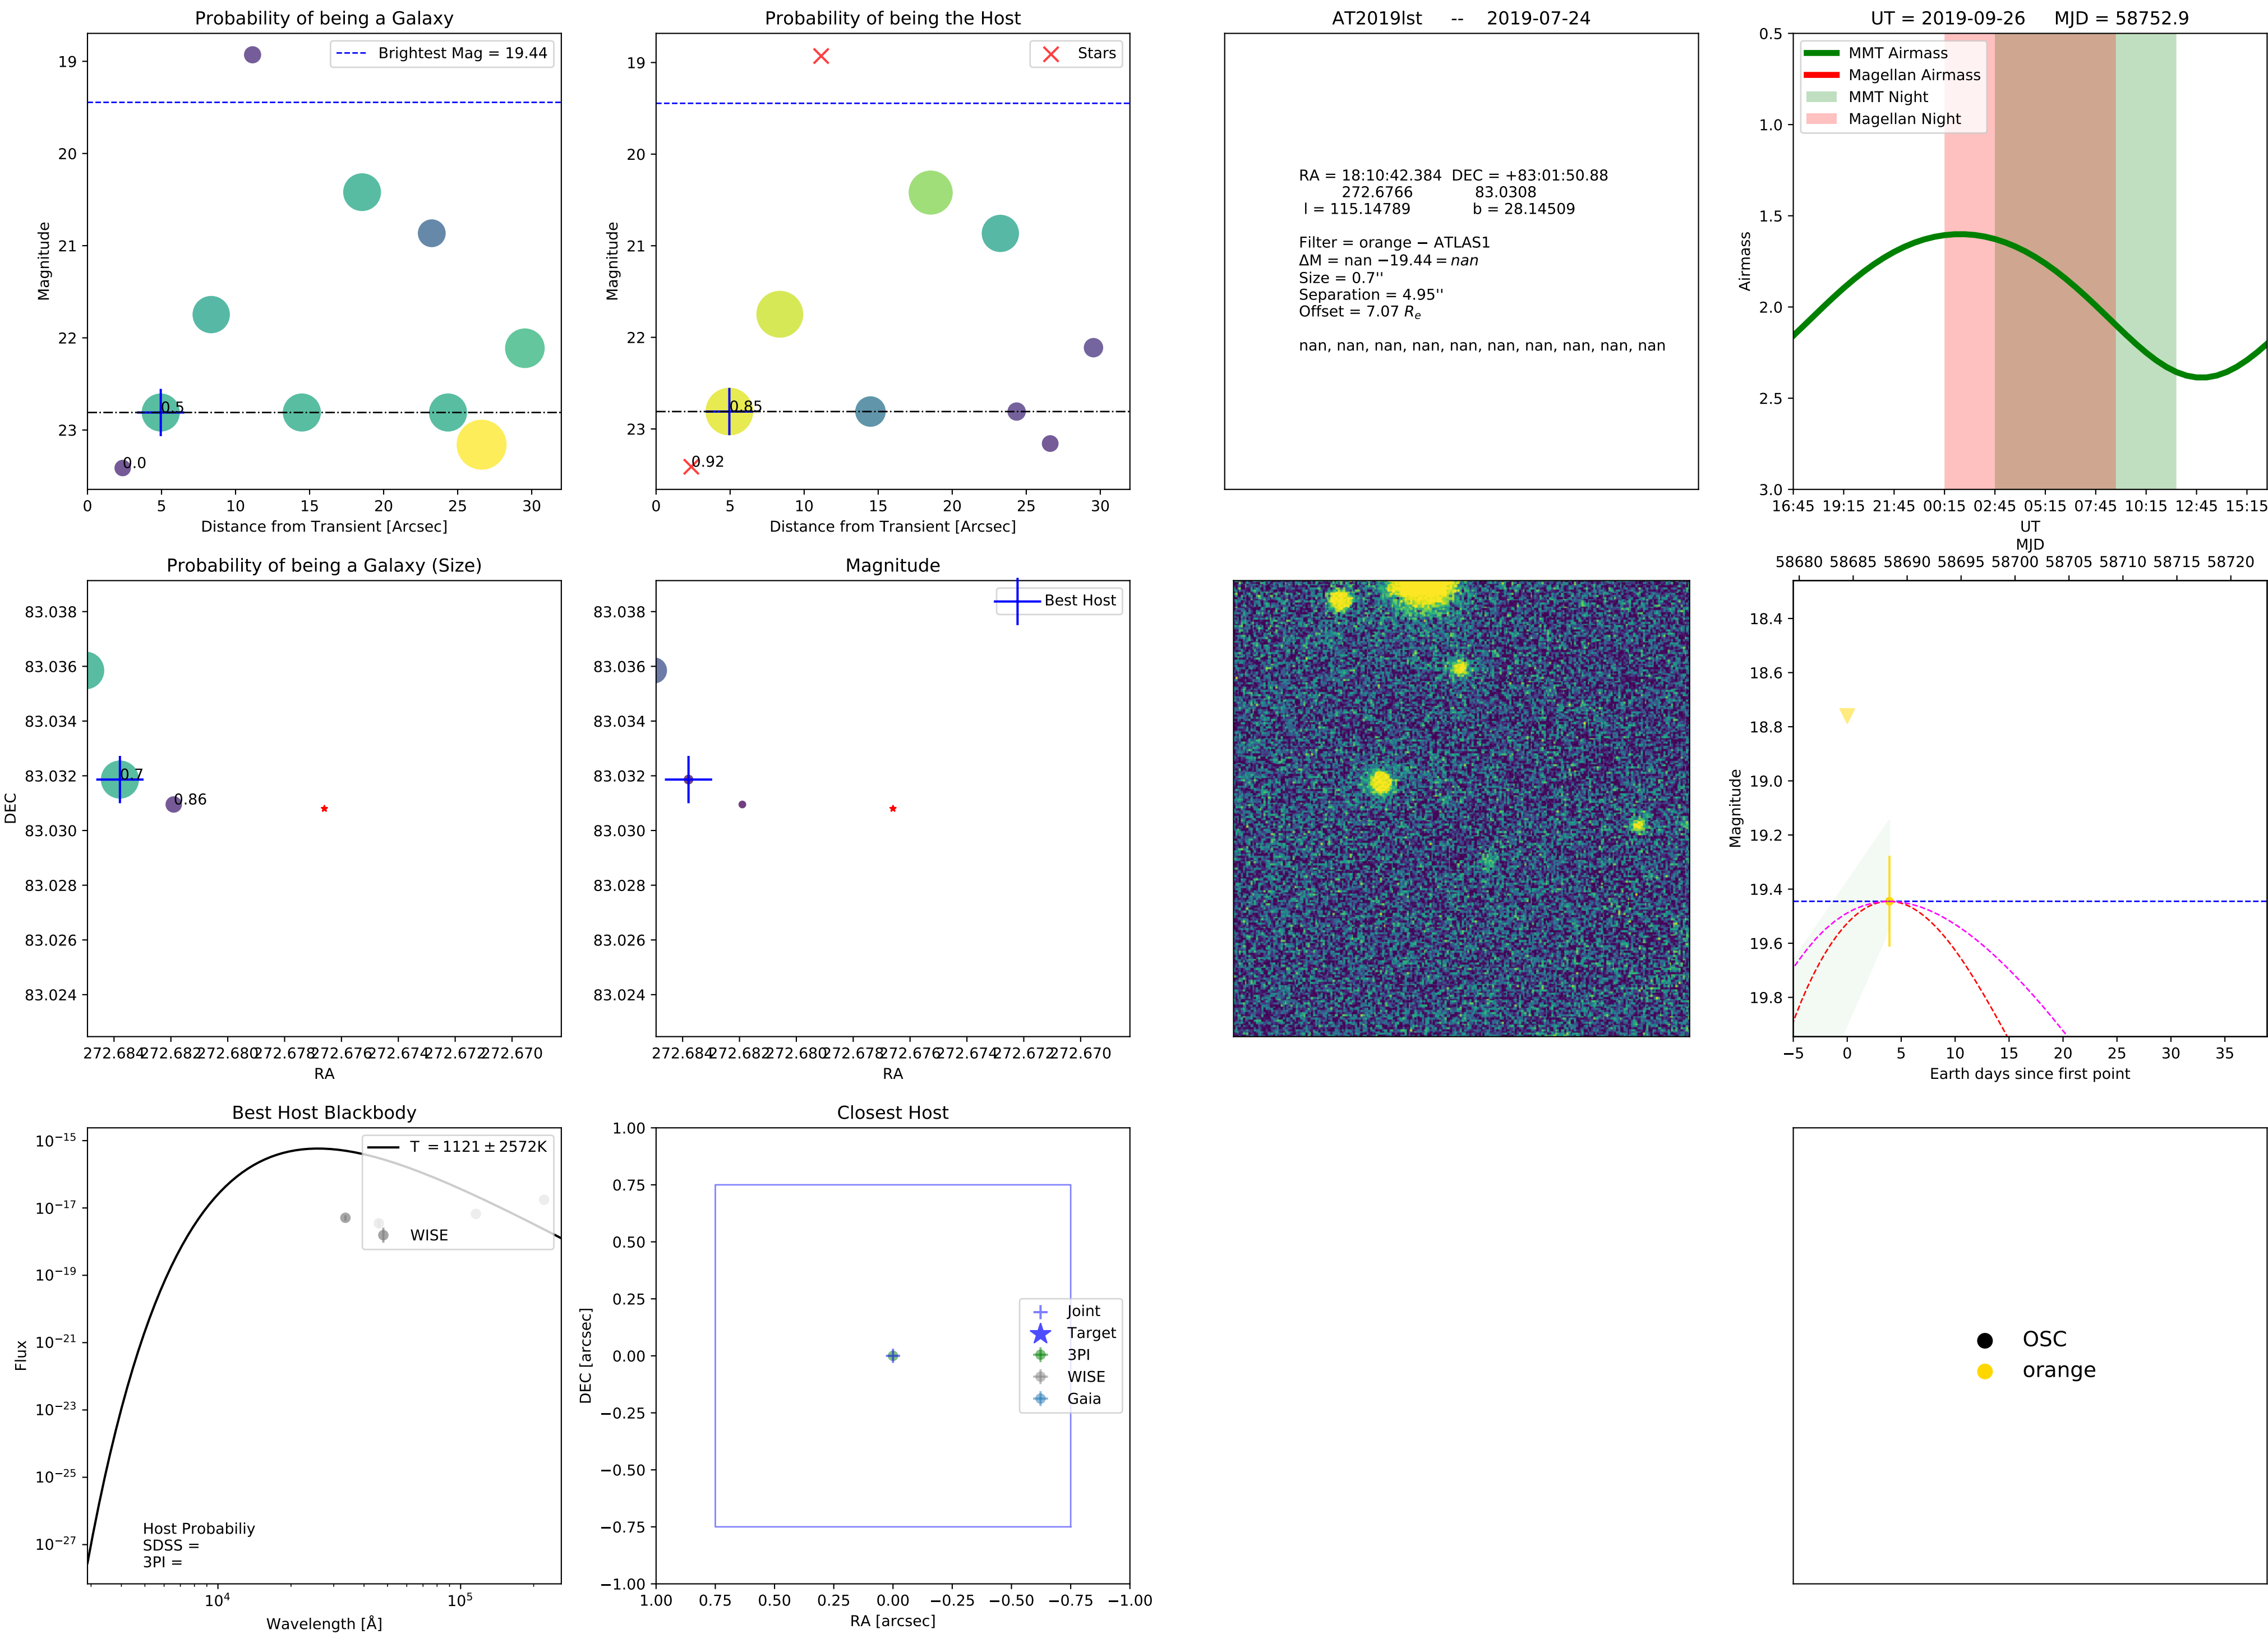 Probability of being a Galaxy
Brightest Mag = 19.44
19
20
21
22
23
Magnitude
0.5
0.0
0 5 10 15 20 25 30
Distance from Transient [Arcsec]
Probability of being the Host
Stars
19
20
21
22
23
Magnitude
0.85
0.92
0 5 10 15 20 25 30
Distance from Transient [Arcsec]
AT2019lst -- 2019-07-24
RA = 18:10:42.384 DEC = +83:01:50.88
272.6766 83.0308
l = 115.14789 b = 28.14509
Filter = orange − ATLAS1
ΔM = nan −19.44 = nan
Size = 0.7''
Separation = 4.95''
Offset = 7.07 Re
nan, nan, nan, nan, nan, nan, nan, nan, nan, nan
UT = 2019-09-26 MJD = 58752.9
MMT Airmass
Magellan Airmass
MMT Night
Magellan Night
0.5
1.0
1.5
2.0
2.5
3.0
Airmass
16:45 19:15 21:45 00:15 02:45 05:15 07:45 10:15 12:45 15:15
UT
Probability of being a Galaxy (Size)
83.038
83.036
83.034
83.032
83.030
83.028
83.026
83.024
DEC
0.7
0.86
272.684 272.682 272.680 272.678 272.676 272.674 272.672 272.670
RA
Magnitude
Best Host
83.038
83.036
83.034
83.032
83.030
83.028
83.026
83.024
272.684 272.682 272.680 272.678 272.676 272.674 272.672 272.670
RA
MJD
58680 58685 58690 58695 58700 58705 58710 58715 58720
18.4
18.6
18.8
19.0
19.2
19.4
19.6
19.8
Magnitude
−5 0 5 10 15 20 25 30 35
Earth days since first point
Best Host Blackbody
T = 1121 ± 2572K
WISE
10−15
10−17
10−19
10−21
10−23
10−25
10−27
Flux
Host Probabiliy
SDSS =
3PI =
104 105
Wavelength [Å]
Closest Host
1.00
0.75
0.50
0.25
0.00
−0.25
−0.50
−0.75
−1.00
DEC [arcsec]
Joint
Target
3PI
WISE
Gaia
1.00 0.75 0.50 0.25 0.00 −0.25 −0.50 −0.75 −1.00
RA [arcsec]
OSC
orange